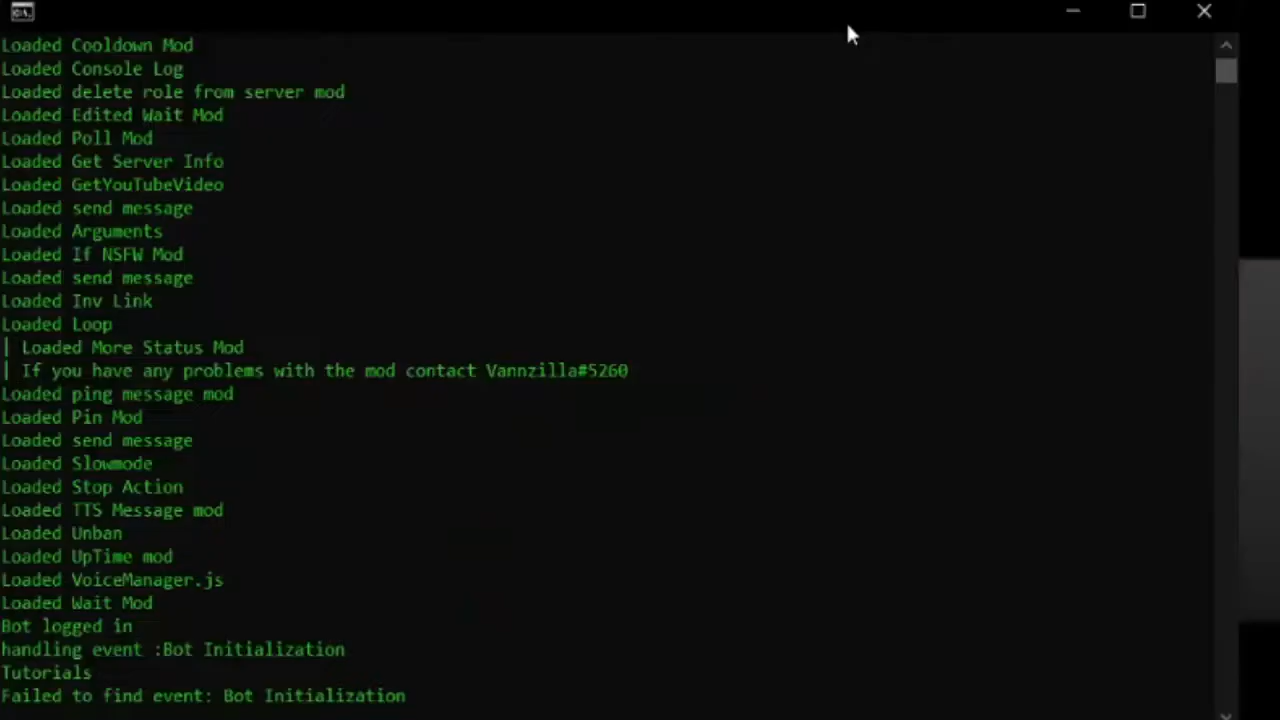 Loaded Cooldown Mod
Loaded Console Log
Loaded delete role from server mod
Loaded Edited Wait Mod
Loaded Poll Mod
Loaded Get Server Info
Loaded GetYouTubeVideo
Loaded send message
Loaded Arguments
Loaded If NSFW Mod
Loaded send message
Loaded Inv Link
Loaded Loop
| Loaded More Status Mod
| If you have any problems with the mod contact Vannzilla#5260
Loaded ping message mod
Loaded Pin Mod
Loaded send message
Loaded Slowmode
Loaded Stop Action
Loaded TTS Message mod
Loaded Unban
Loaded UpTime mod
Loaded VoiceManager.js
Loaded Wait Mod
Bot logged in
handling event :Bot Initialization
Tutorials
Failed to find event: Bot Initialization